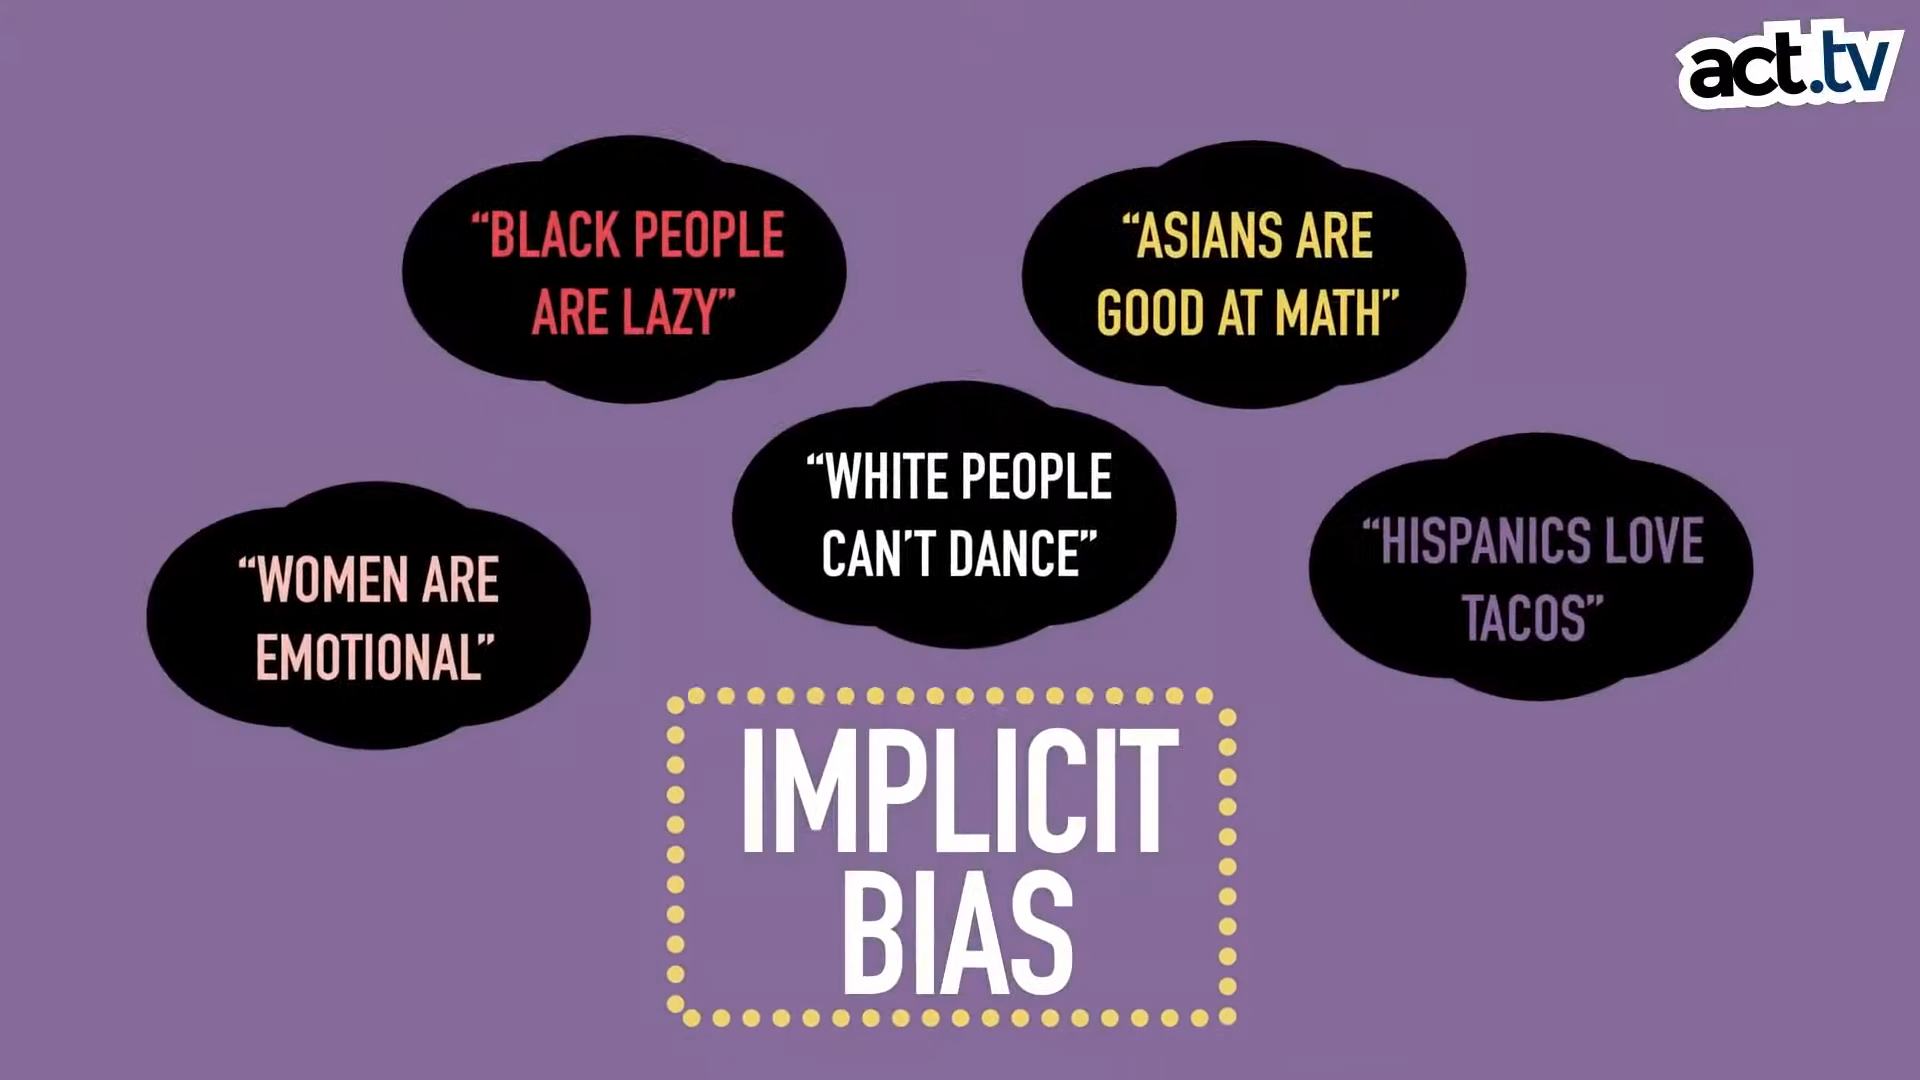 act.tv
“BLACK PEOPLE
ARE LAZY”
“ASIANS ARE
GOOD AT MATH”
“WHITE PEOPLE
CAN’T DANCE”
“HISPANICS LOVE
TACOS”
“WOMEN ARE
EMOTIONAL”
IMPLICIT
BIAS